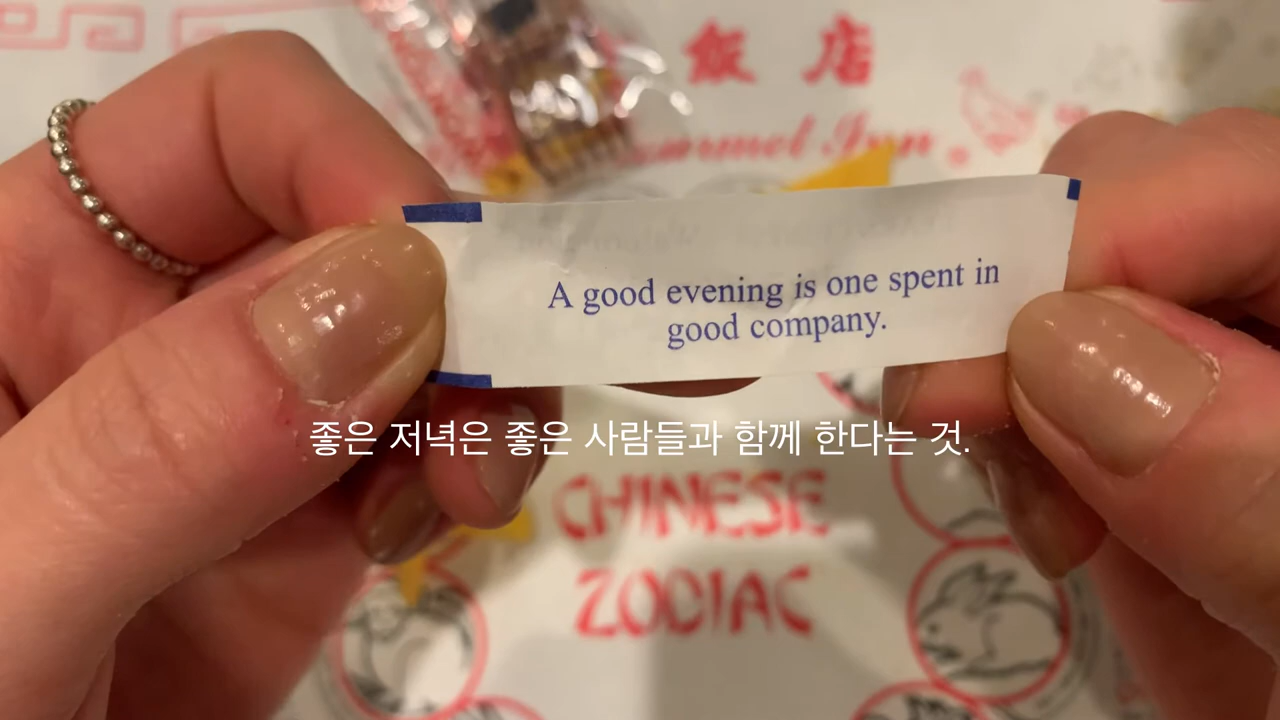 飯店
A good evening is one spent in
good company.
좋은 저녁은 좋은 사람들과 함께 한다는 것.
CHINESE
ZODIAC